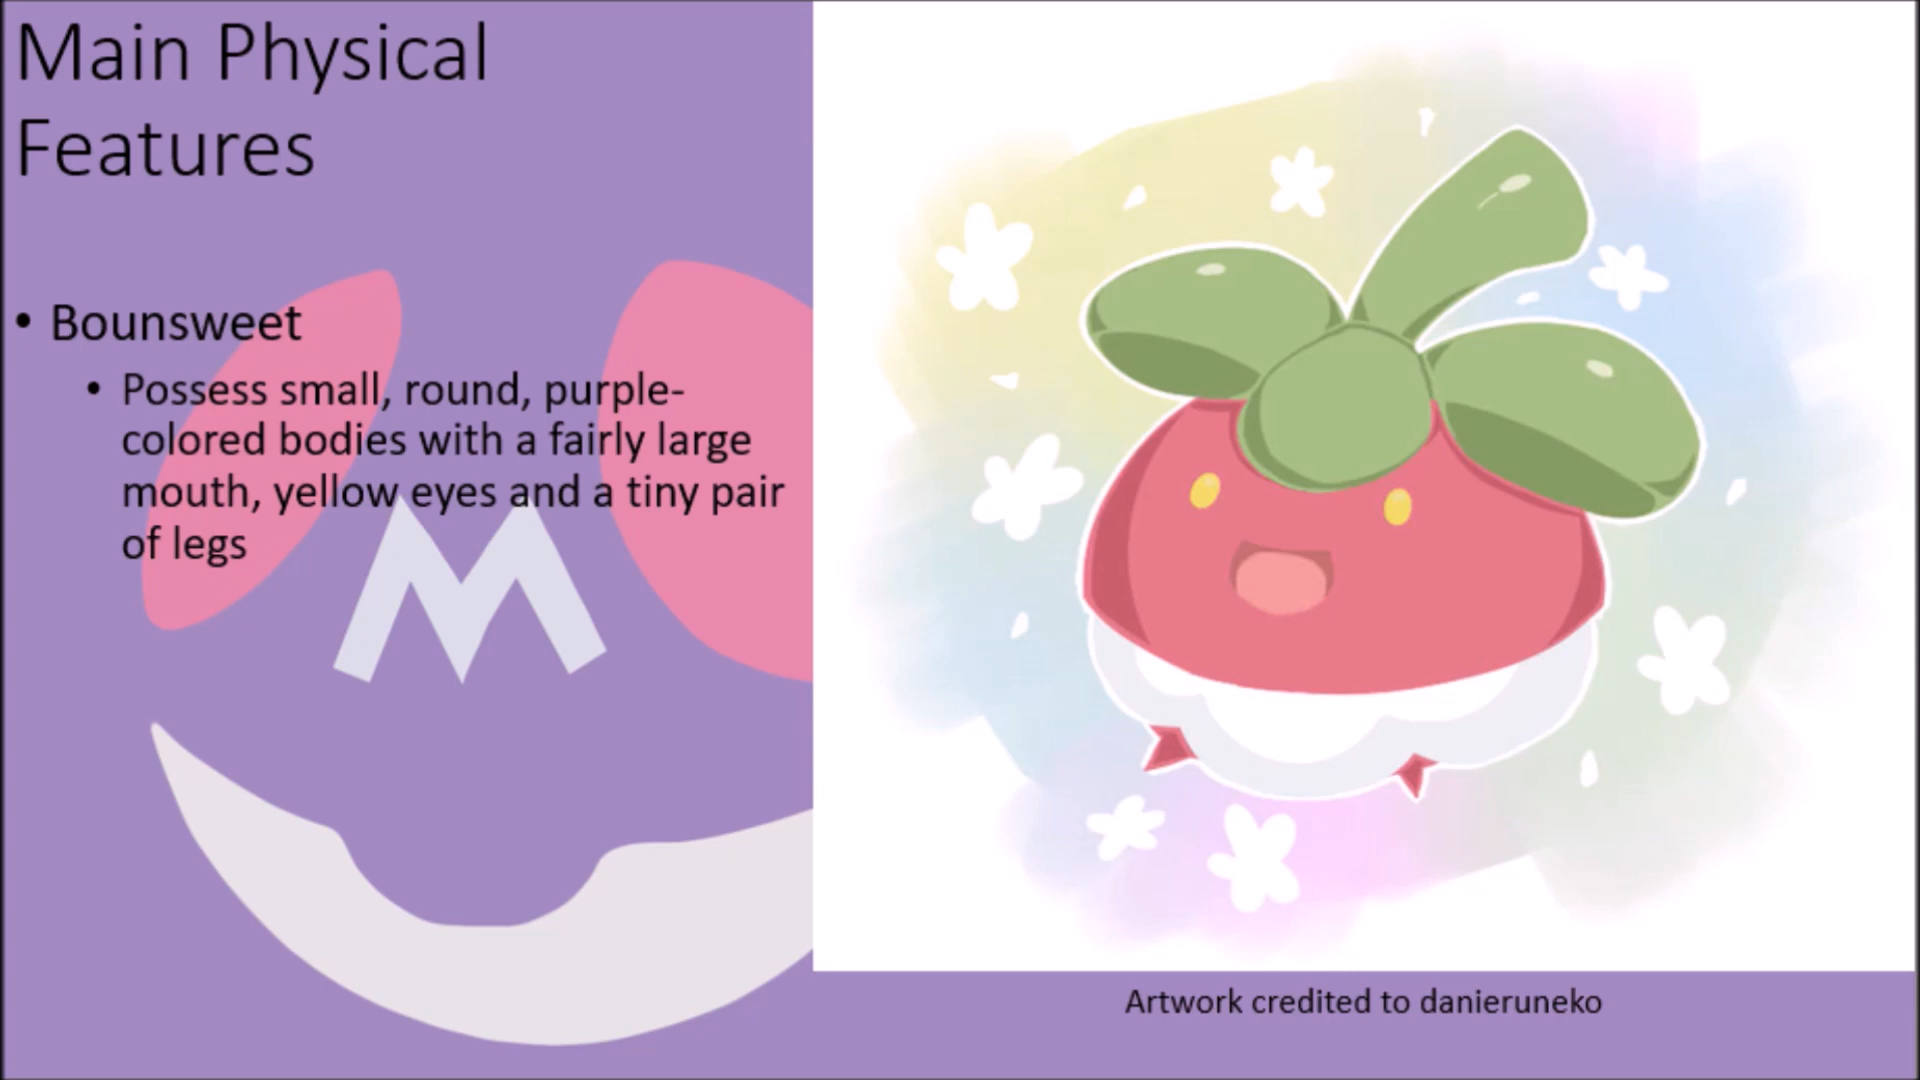 Main Physical
Features
• Bounsweet
• Possess small, round, purple-
colored bodies with a fairly large
mouth, yellow eyes and a tiny pair
of legs
M
Artwork credited to danieruneko